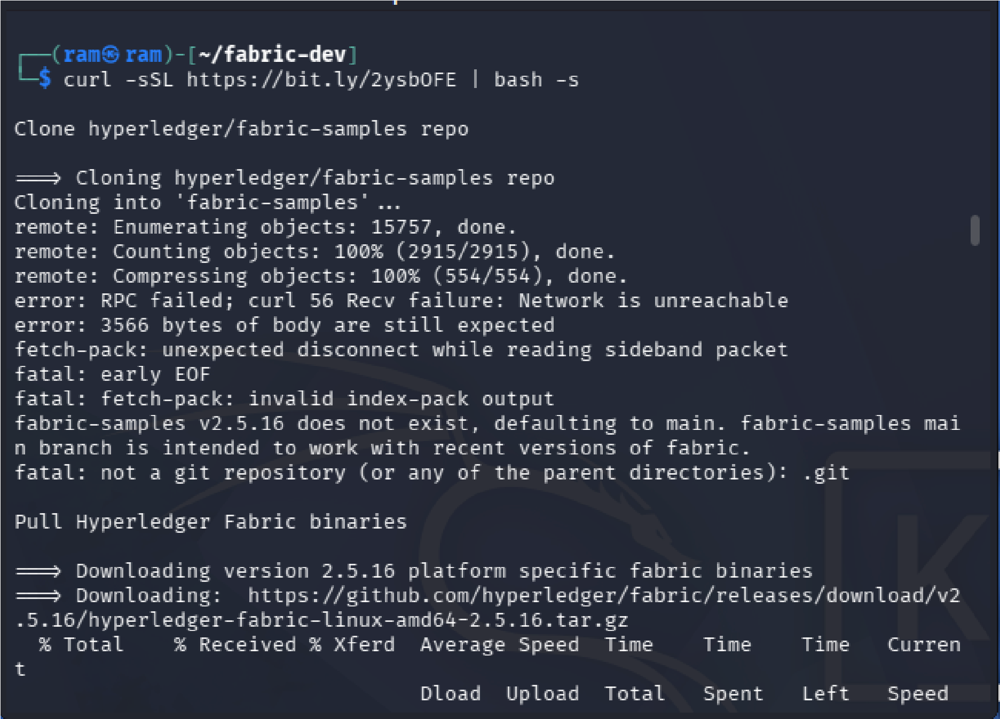 ┌──(ram㉿ram)-[~/fabric-dev]
└─$ curl -sSL https://bit.ly/2ysbOFE | bash -s
Clone hyperledger/fabric-samples repo
===> Cloning hyperledger/fabric-samples repo
Cloning into 'fabric-samples'...
remote: Enumerating objects: 15757, done.
remote: Counting objects: 100% (2915/2915), done.
remote: Compressing objects: 100% (554/554), done.
error: RPC failed; curl 56 Recv failure: Network is unreachable
error: 3566 bytes of body are still expected
fetch-pack: unexpected disconnect while reading sideband packet
fatal: early EOF
fatal: fetch-pack: invalid index-pack output
fabric-samples v2.5.16 does not exist, defaulting to main. fabric-samples mai
n branch is intended to work with recent versions of fabric.
fatal: not a git repository (or any of the parent directories): .git
Pull Hyperledger Fabric binaries
===> Downloading version 2.5.16 platform specific fabric binaries
===> Downloading:  https://github.com/hyperledger/fabric/releases/download/v2
.5.16/hyperledger-fabric-linux-amd64-2.5.16.tar.gz
  % Total    % Received % Xferd  Average Speed  Time    Time    Time   Curren
t
                                 Dload  Upload  Total   Spent   Left   Speed